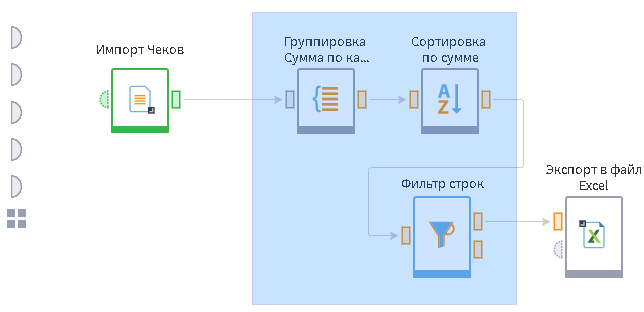 Импорт Чеков
Группировка
Сумма по ка...
Сортировка
по сумме
A
Z
Фильтр строк
Экспорт в файл
Excel
X